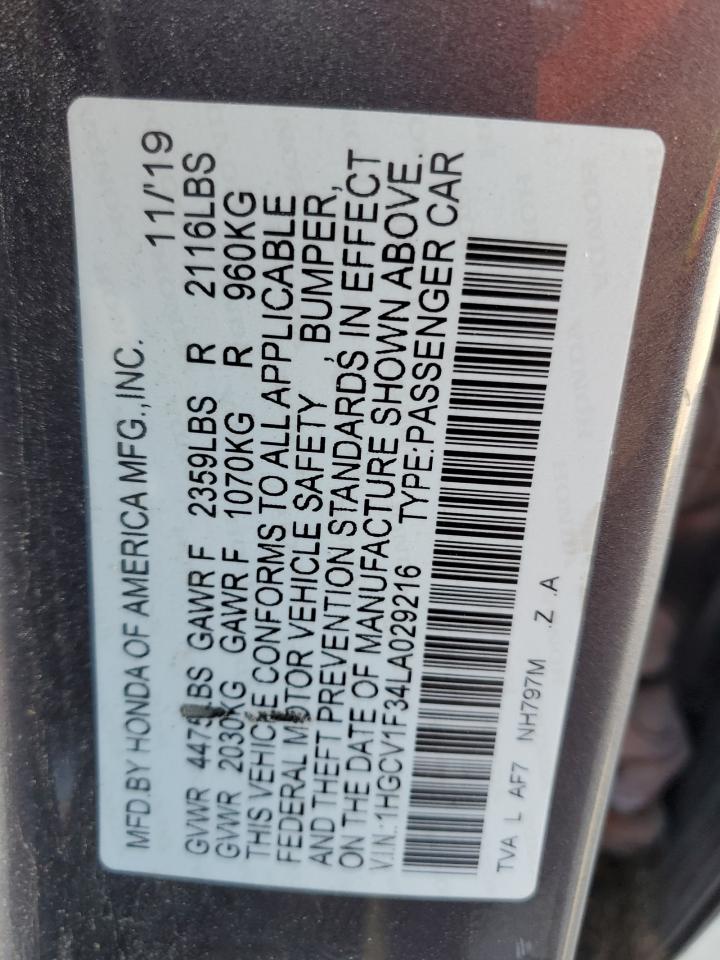 MFD.BY HONDA OF AMERICA MFG.,INC. 11/'19
GVWR 4475LBS GAWR F 2359LBS R 2116LBS
GVWR 2030KG GAWR F 1070KG R 960KG
THIS VEHICLE CONFORMS TO ALL APPLICABLE
FEDERAL MOTOR VEHICLE SAFETY , BUMPER,
AND THEFT PREVENTION STANDARDS, IN EFFECT
ON THE DATE OF MANUFACTURE SHOWN ABOVE.
V.I.N.:1HGCV1F34LA029216 TYPE:PASSENGER CAR
TVA L AF7 NH797M .Z .A